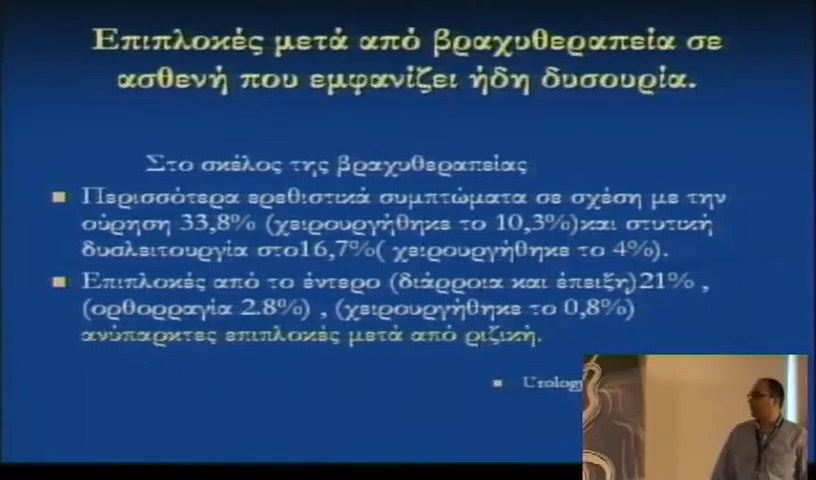 Επιπλοκές μετά από βραχυθεραπεία σε
ασθενή που εμφανίζει ήδη δυσουρία.
Στο σκέλος της βραχυθεραπείας
Περισσότερα ερεθιστικά συμπτώματα σε σχέση με την
ούρηση 33,8% (χειρουργήθηκε το 10,3%)και στυτική
δυσλειτουργία στο16,7%( χειρουργήθηκε το 4%).
Επιπλοκές από το έντερο (διάρροια και έπειξη)21% ,
(ορθορραγία 2.8%) , (χειρουργήθηκε το 0,8%)
ανύπαρκτες επιπλοκές μετά από ριζική.
Urology